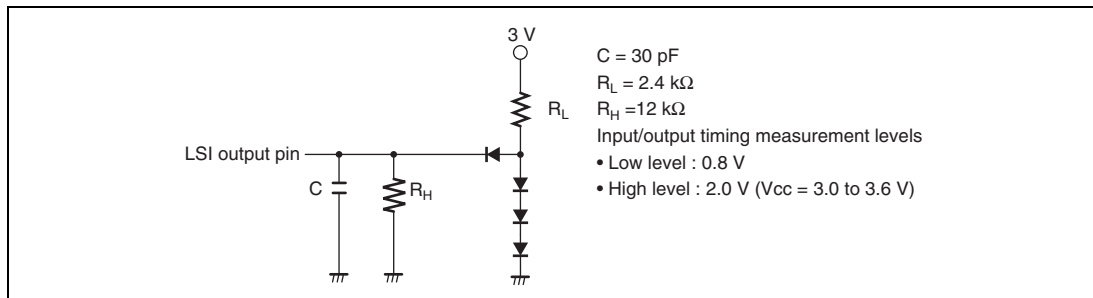 3 V
C = 30 pF
R_L = 2.4 kΩ
R_H =12 kΩ
Input/output timing measurement levels
• Low level : 0.8 V
• High level : 2.0 V (Vcc = 3.0 to 3.6 V)
R_L
LSI output pin
C
R_H